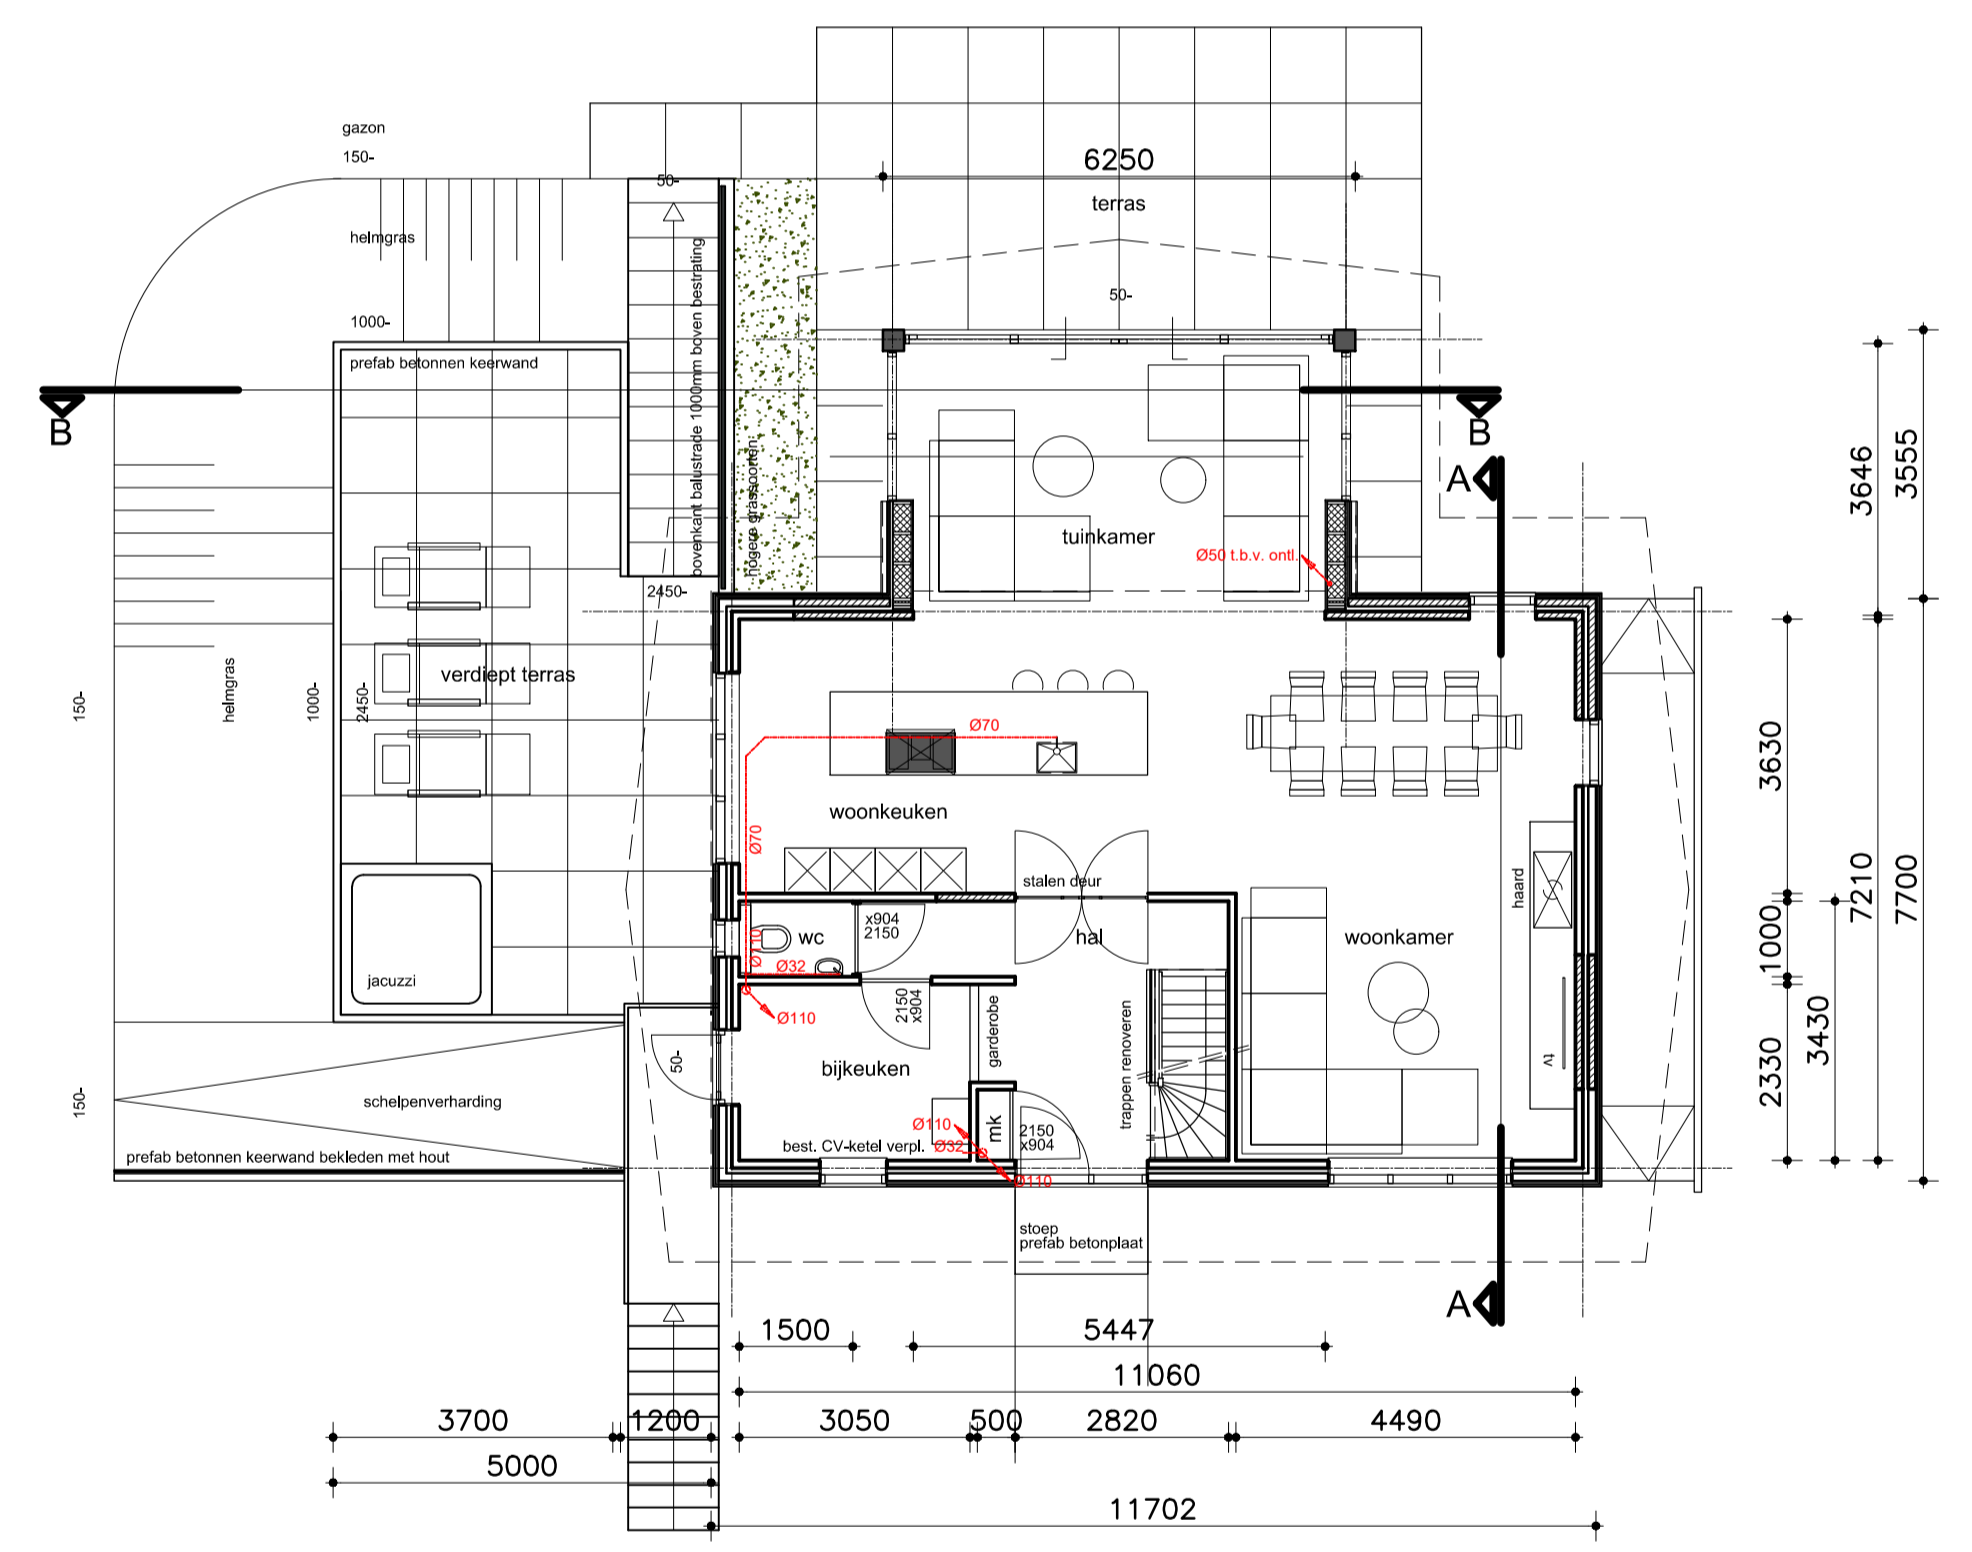 gazon
150-
6250
50-
terras
helmgras
50-
1000-
prefab betonnen keerwand
bovenkant balustrade 1000mm boven bestrating
hogere grassoorten
B
B
A
3646
3555
tuinkamer
Ø50 t.b.v. ontl.
2450-
verdiept terras
150-
helmgras
1000-
2450-
Ø70
3630
woonkeuken
Ø70
stalen deur
haard
7210
7700
x904
2150
wc
Ø110
Ø32
hal
woonkamer
1000
jacuzzi
2150
x904
garderobe
trappen renoveren
3430
Ø110
50-
bijkeuken
tv
2330
150-
schelpenverharding
mk
Ø110
2150
x904
best. CV-ketel verpl.
Ø32
prefab betonnen keerwand bekleden met hout
Ø110
stoep
prefab betonplaat
A
1500
5447
11060
3700
1200
3050
500
2820
4490
5000
11702